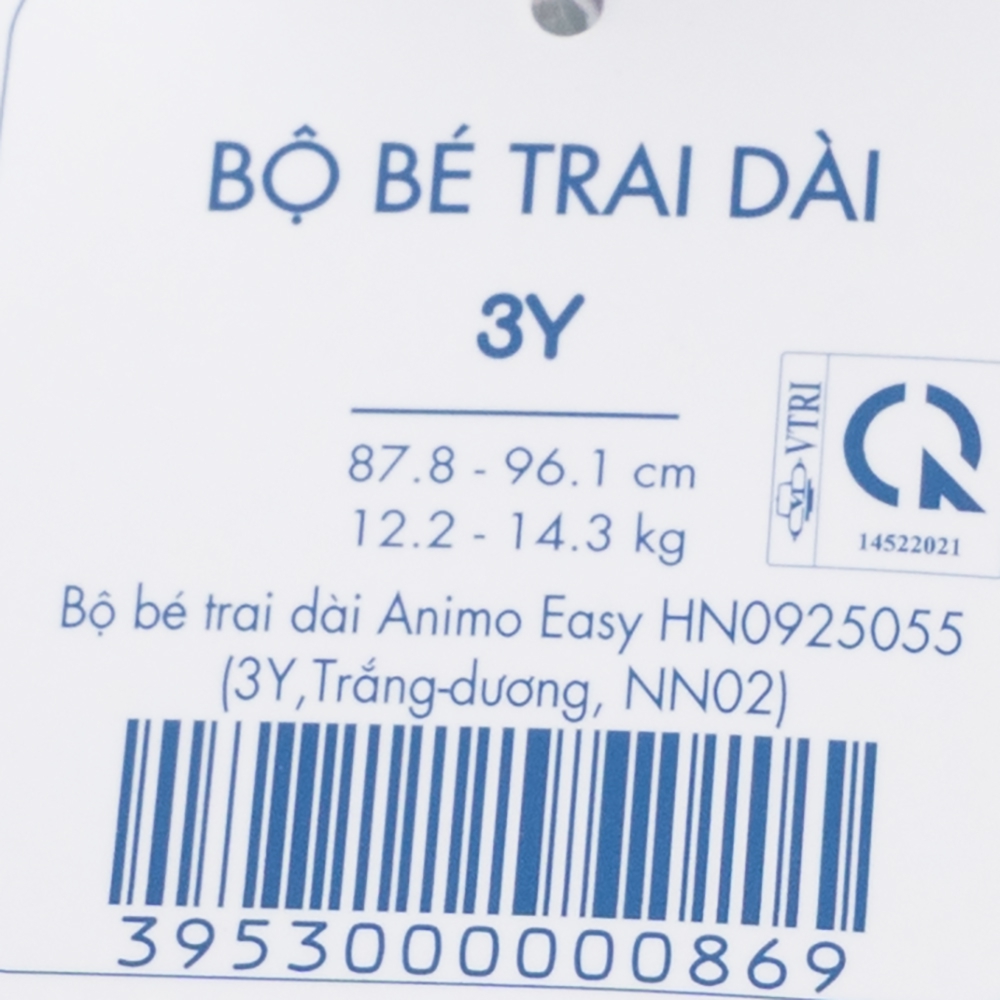 BỘ BÉ TRAI DÀI
3Y
87.8 - 96.1 cm
12.2 - 14.3 kg
VTRI
14522021
Bộ bé trai dài Animo Easy HN0925055
(3Y,Trắng-dương, NN02)
3953000000869